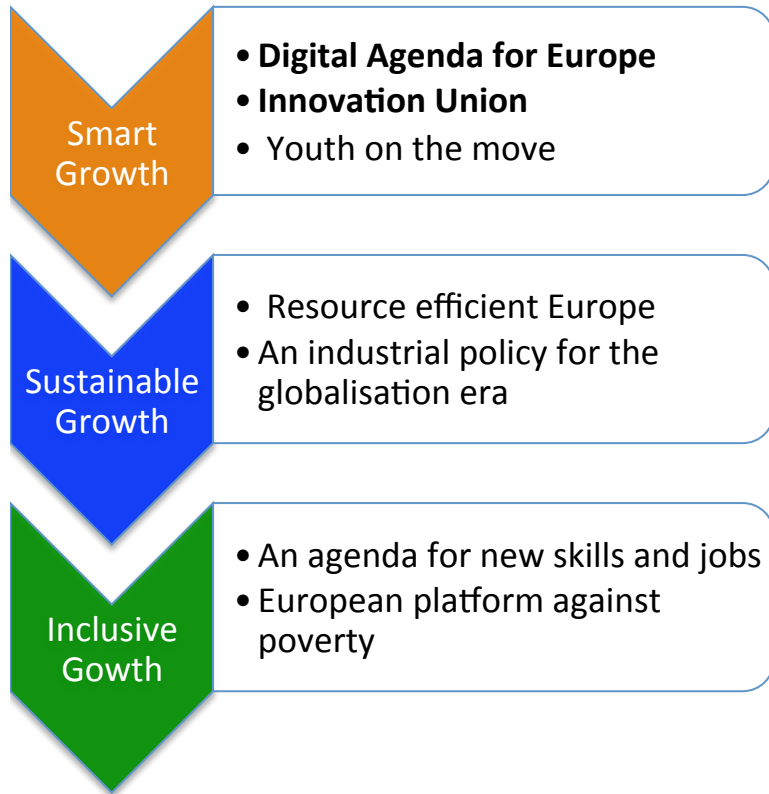 Smart
Growth
• Digital Agenda for Europe
• Innovation Union
• Youth on the move
Sustainable
Growth
• Resource efficient Europe
• An industrial policy for the
globalisation era
Inclusive
Gowth
• An agenda for new skills and jobs
• European platform against
poverty